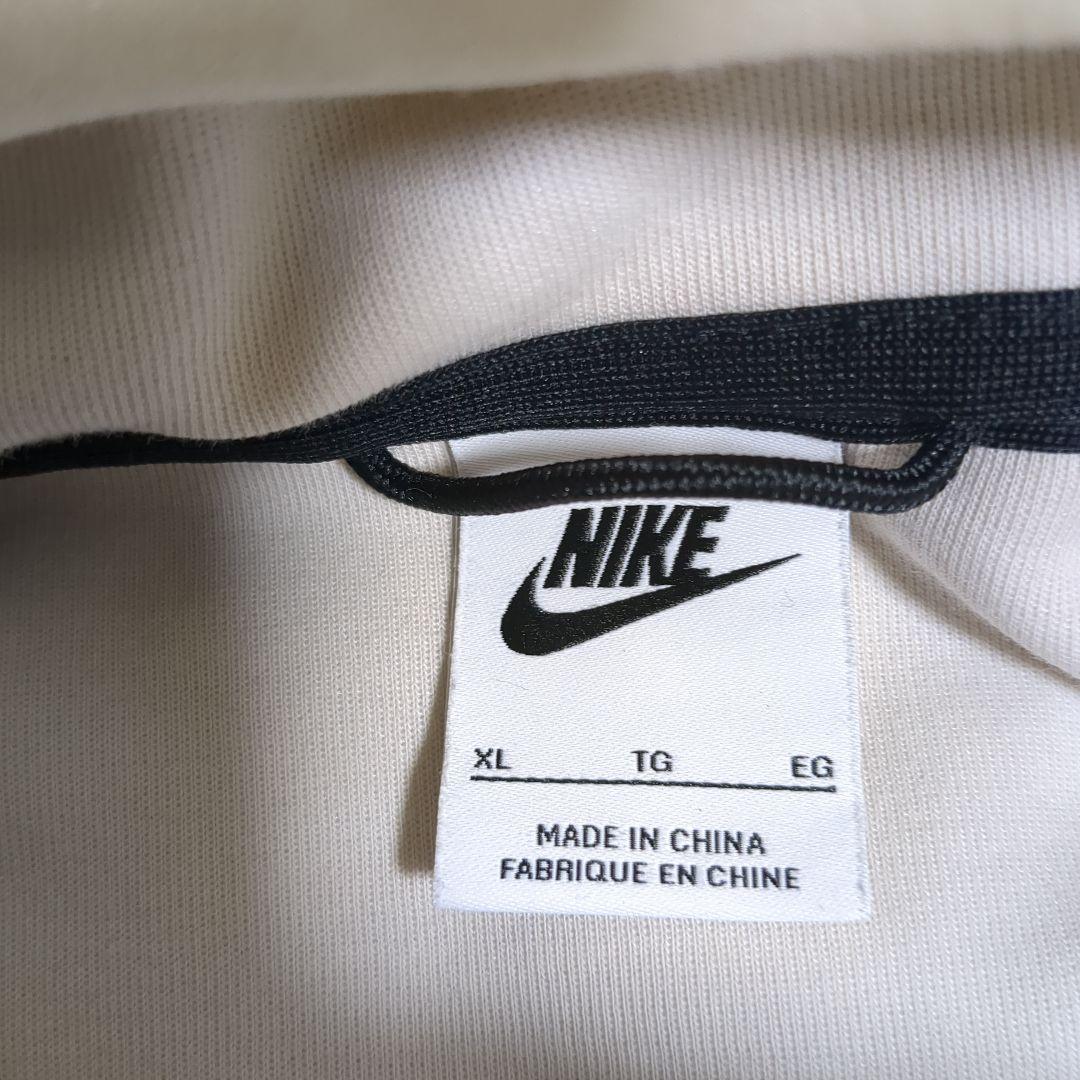 NIKE
XL TG EG
MADE IN CHINA
FABRIQUE EN CHINE